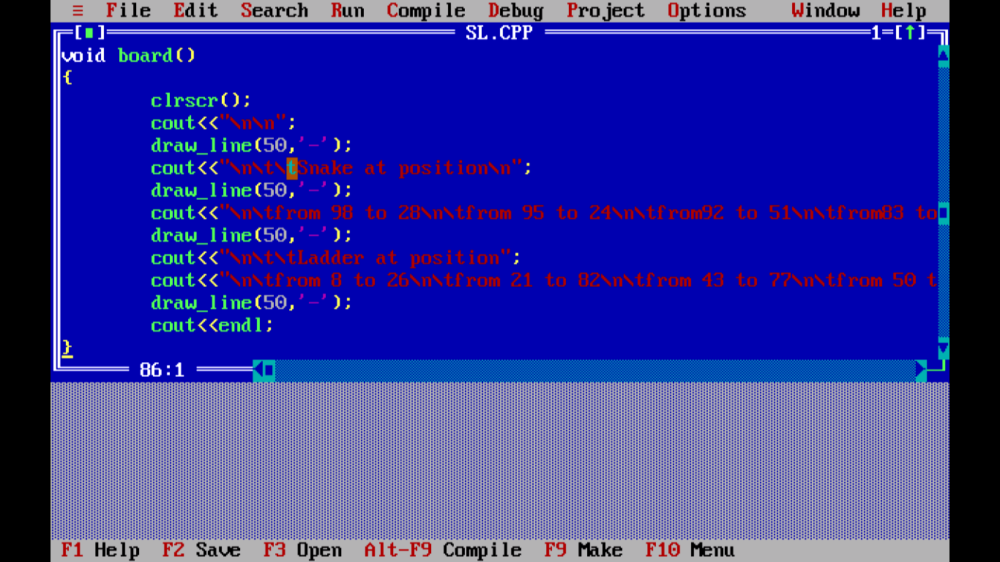 ≡ File Edit Search Run Compile Debug Project Options Window Help
[■] SL.CPP 1=[↑]
void board()
{
clrscr();
cout<<"\n\n";
draw_line(50,'-');
cout<<"\n\t\tSnake at position\n";
draw_line(50,'-');
cout<<"\n\tfrom 98 to 28\n\tfrom 95 to 24\n\tfrom92 to 51\n\tfrom83 to
draw_line(50,'-');
cout<<"\n\t\tLadder at position";
cout<<"\n\tfrom 8 to 26\n\tfrom 21 to 82\n\tfrom 43 to 77\n\tfrom 50 t
draw_line(50,'-');
cout<<endl;
}
86:1
F1 Help F2 Save F3 Open Alt-F9 Compile F9 Make F10 Menu